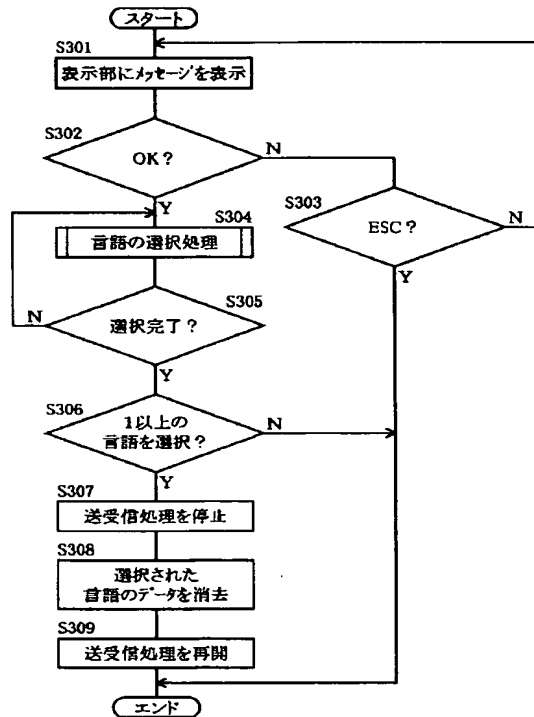 スタート
S301
表示部にメッセージを表示
S302
OK?
N
Y
S303
ESC?
N
Y
S304
言語の選択処理
S305
選択完了?
N
Y
S306
1以上の
言語を選択?
N
Y
S307
送受信処理を停止
S308
選択された
言語のデータを消去
S309
送受信処理を再開
エンド